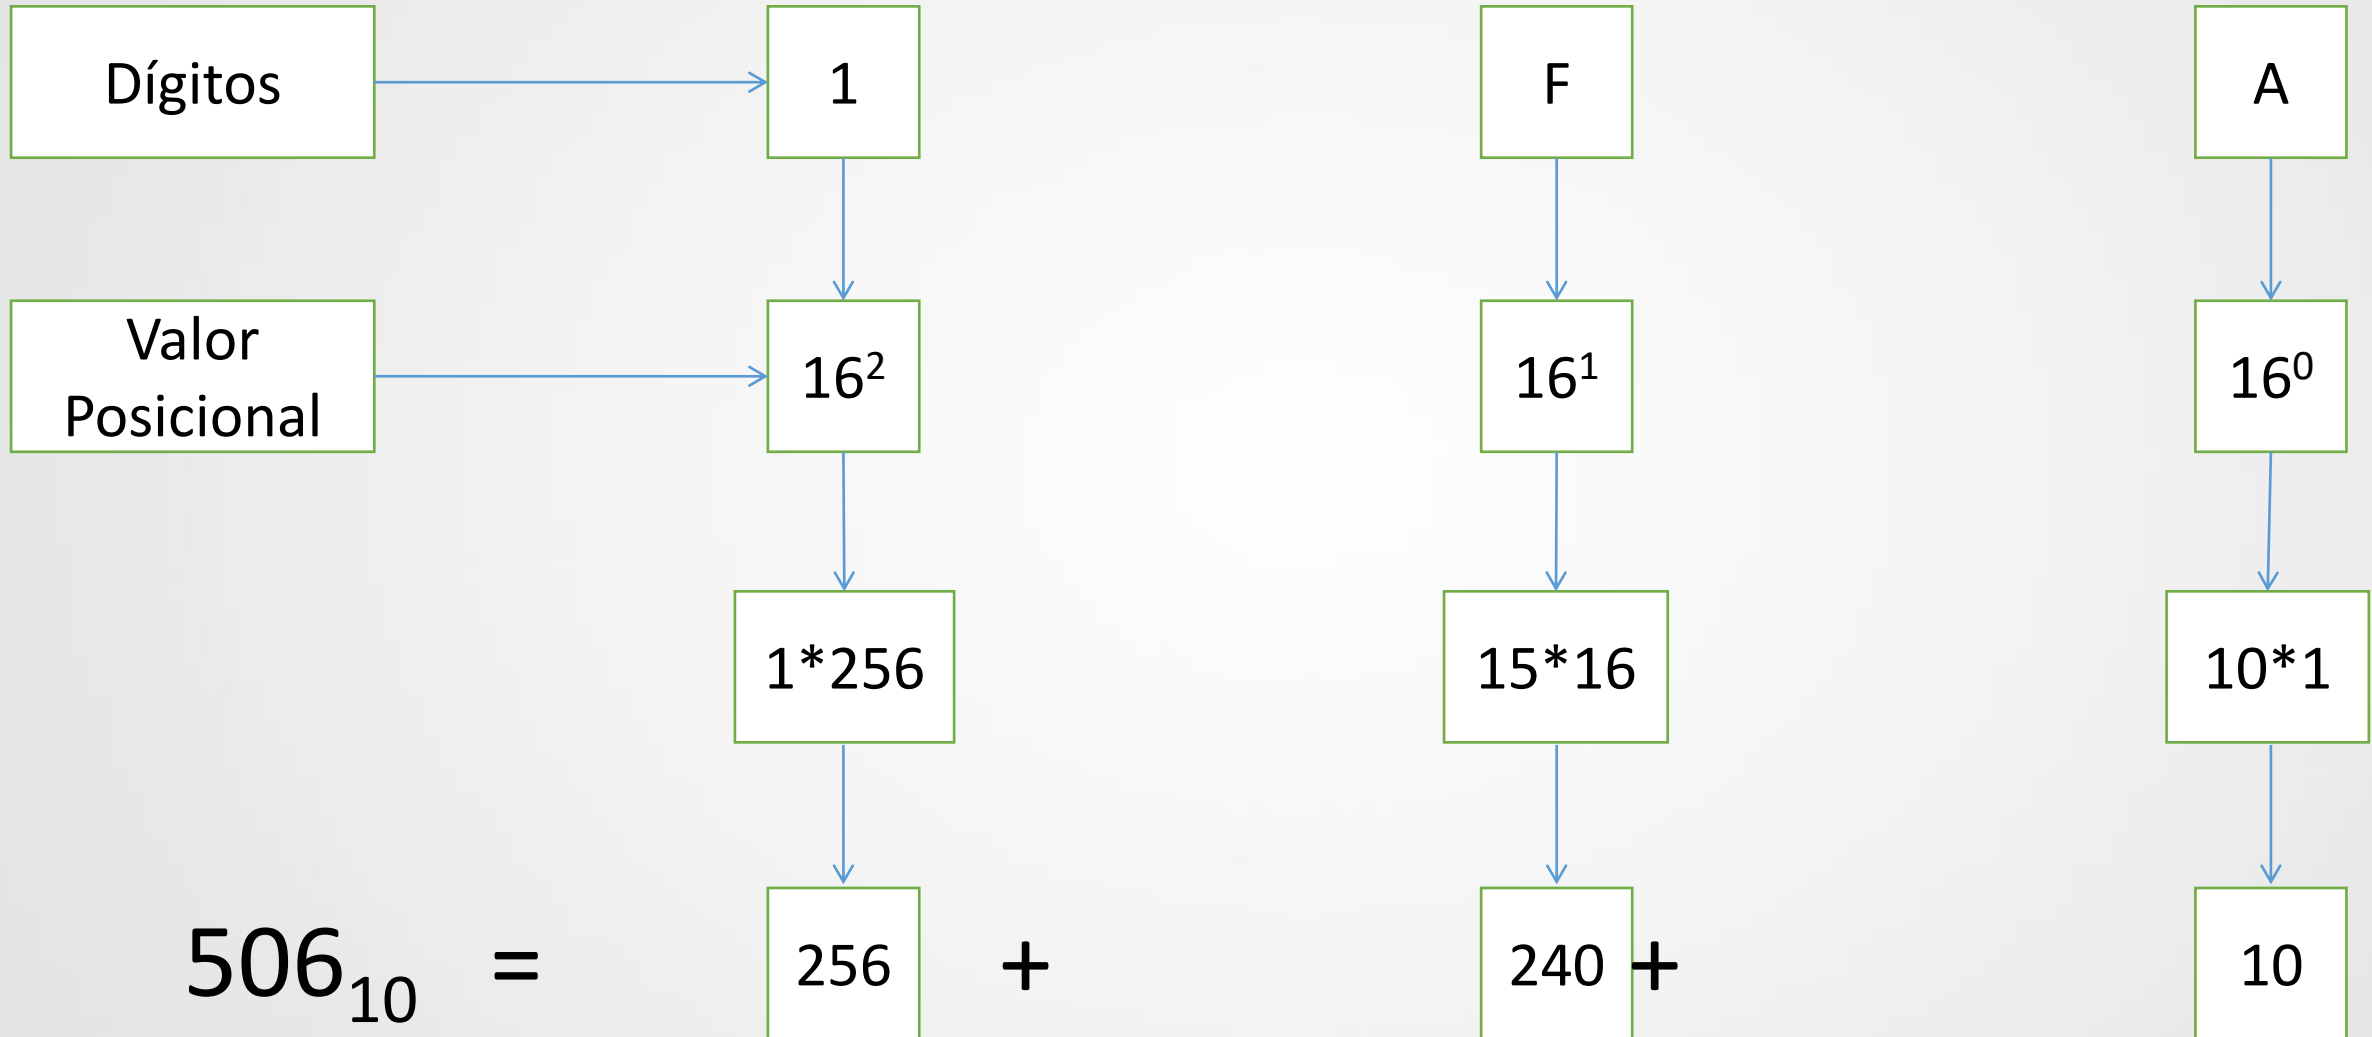 Dígitos 1 F A
Valor
Posicional
16² 16¹ 16⁰
1*256 15*16 10*1
506₁₀ = 256 + 240 + 10